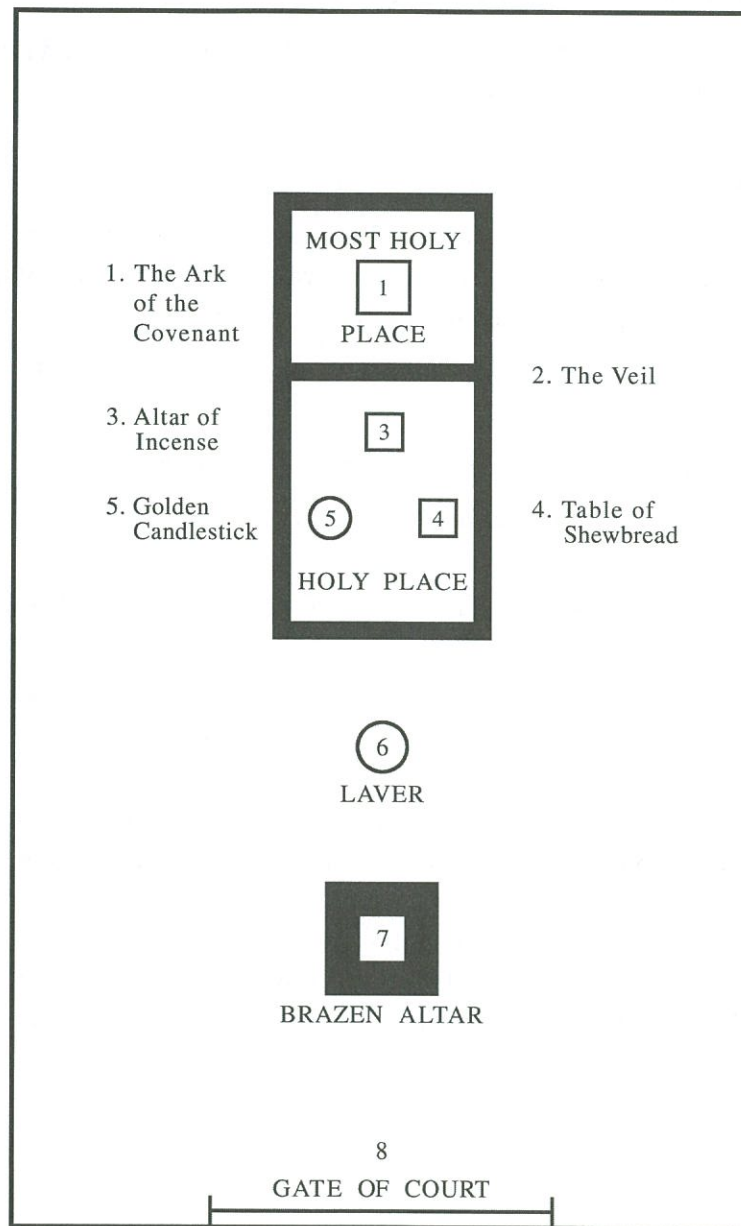 MOST HOLY
1
PLACE
1. The Ark
of the
Covenant
2. The Veil
3. Altar of
Incense
3
5. Golden
Candlestick
5
4
4. Table of
Shewbread
HOLY PLACE
6
LAVER
7
BRAZEN ALTAR
8
GATE OF COURT